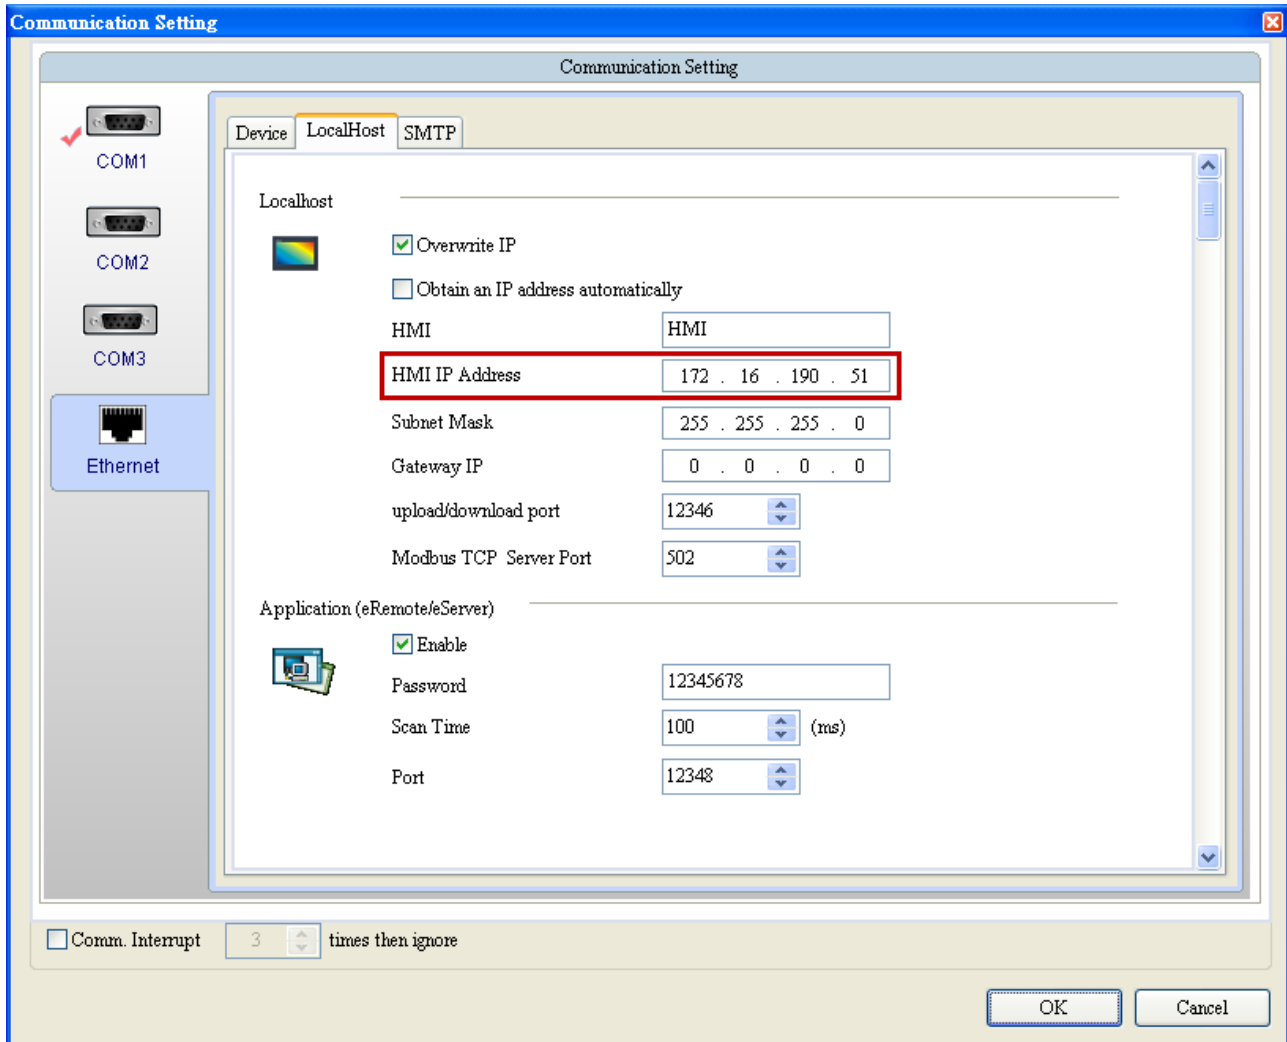 Communication Setting
Communication Setting
COM1
COM2
COM3
Ethernet
Device LocalHost SMTP
Localhost
Overwrite IP
Obtain an IP address automatically
HMI HMI
HMI IP Address 172 . 16 . 190 . 51
Subnet Mask 255 . 255 . 255 . 0
Gateway IP 0 . 0 . 0 . 0
upload/download port 12346
Modbus TCP Server Port 502
Application (eRemote/eServer)
Enable
Password 12345678
Scan Time 100 (ms)
Port 12348
Comm. Interrupt 3 times then ignore
OK Cancel